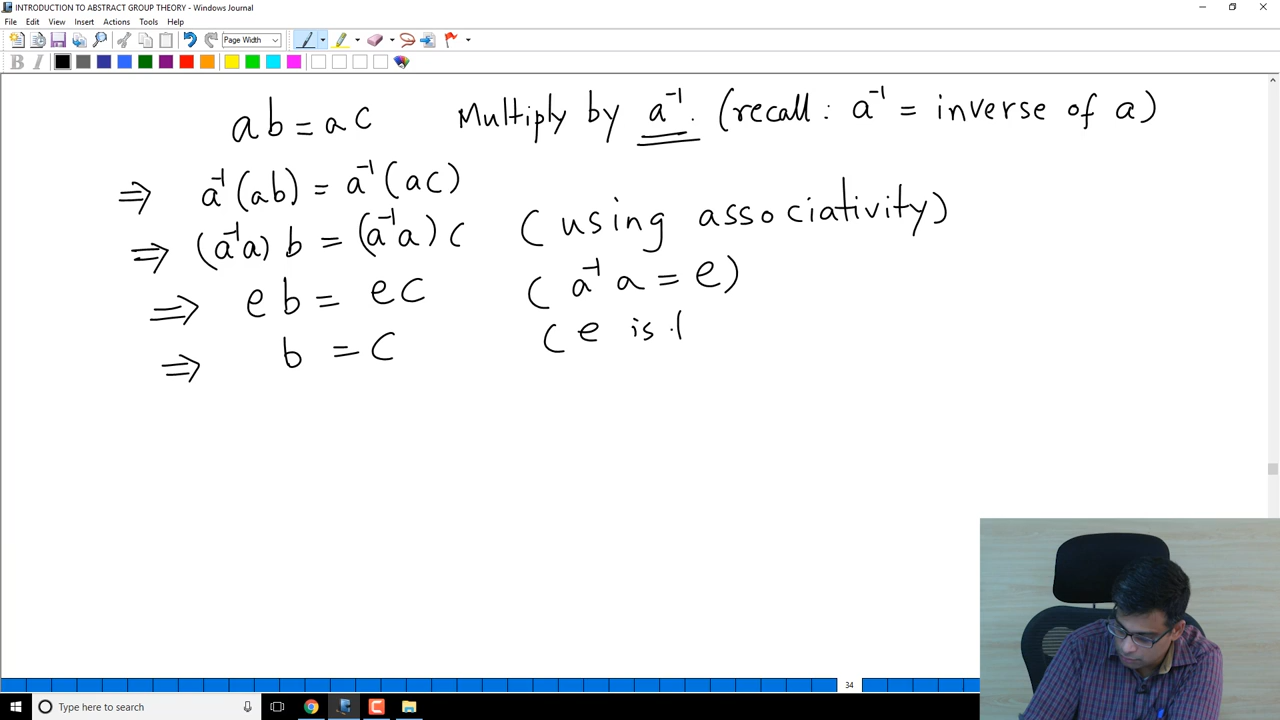 INTRODUCTION TO ABSTRACT GROUP THEORY - Windows Journal
File Edit View Insert Actions Tools Help
Page Width
B I
ab = ac Multiply by a⁻¹. (recall : a⁻¹ = inverse of a)
⇒ a⁻¹(ab) = a⁻¹(ac)
⇒ (a⁻¹a) b = (a⁻¹a) c (using associativity)
⇒ eb = ec (a⁻¹a = e)
⇒ b = c (e is
34
Type here to search